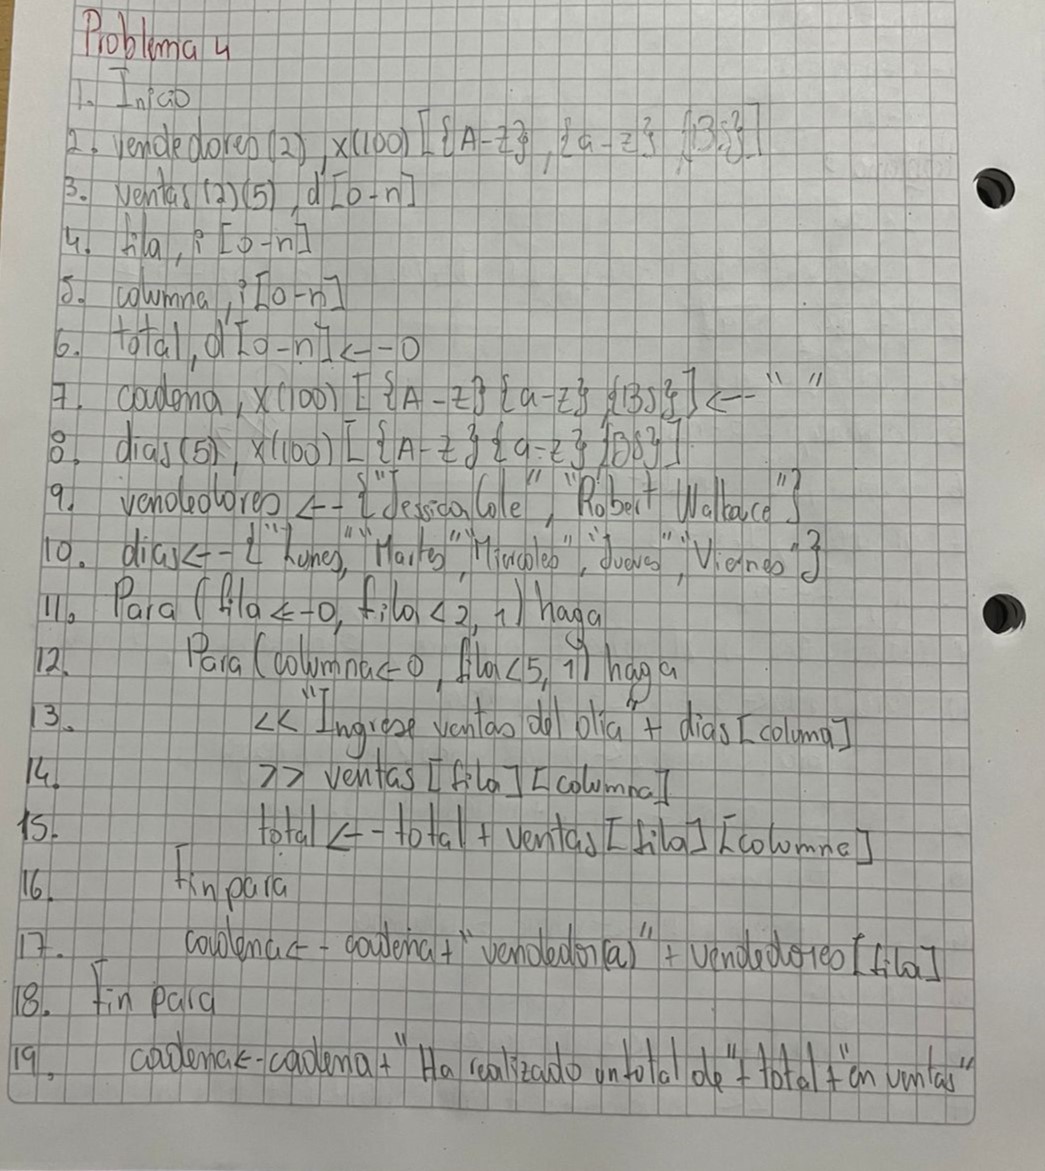 Problema 4
1. Inicio
2. vendedores(2), x(100) [{A-Z}, {a-z} {BS}]
3. ventas(2)(5), d[0-n]
4. fila, i [0-n]
5. columna, i[0-n]
6. total, d[0-n] <--0
7. cadena, x(100) [{A-Z} {a-z} {BS}] <-- " "
8. dias(5), x(100) [{A-Z} {a-z} {BS}]
9. vendedores <-- {"Jessica Cole", "Robert Wallace"}
10. dias<-- {"Lunes", "Martes", "Miercoles", "Jueves", "Viernes"}
11. Para (fila <-0, fila <2, 1) haga
12. Para (columna<-0, fila<5, 1) haga
13. << "Ingrese ventas del dia" + dias [coluna]
14. >> ventas [fila] [columna]
15. total <-- total + ventas [fila] [columna]
16. Fin para
17. cadena<-- cadena + "vendedor(a)" + vendedores [fila]
18. Fin para
19. cadena<--cadena + "Ha realizado un total de" + total + "en ventas"